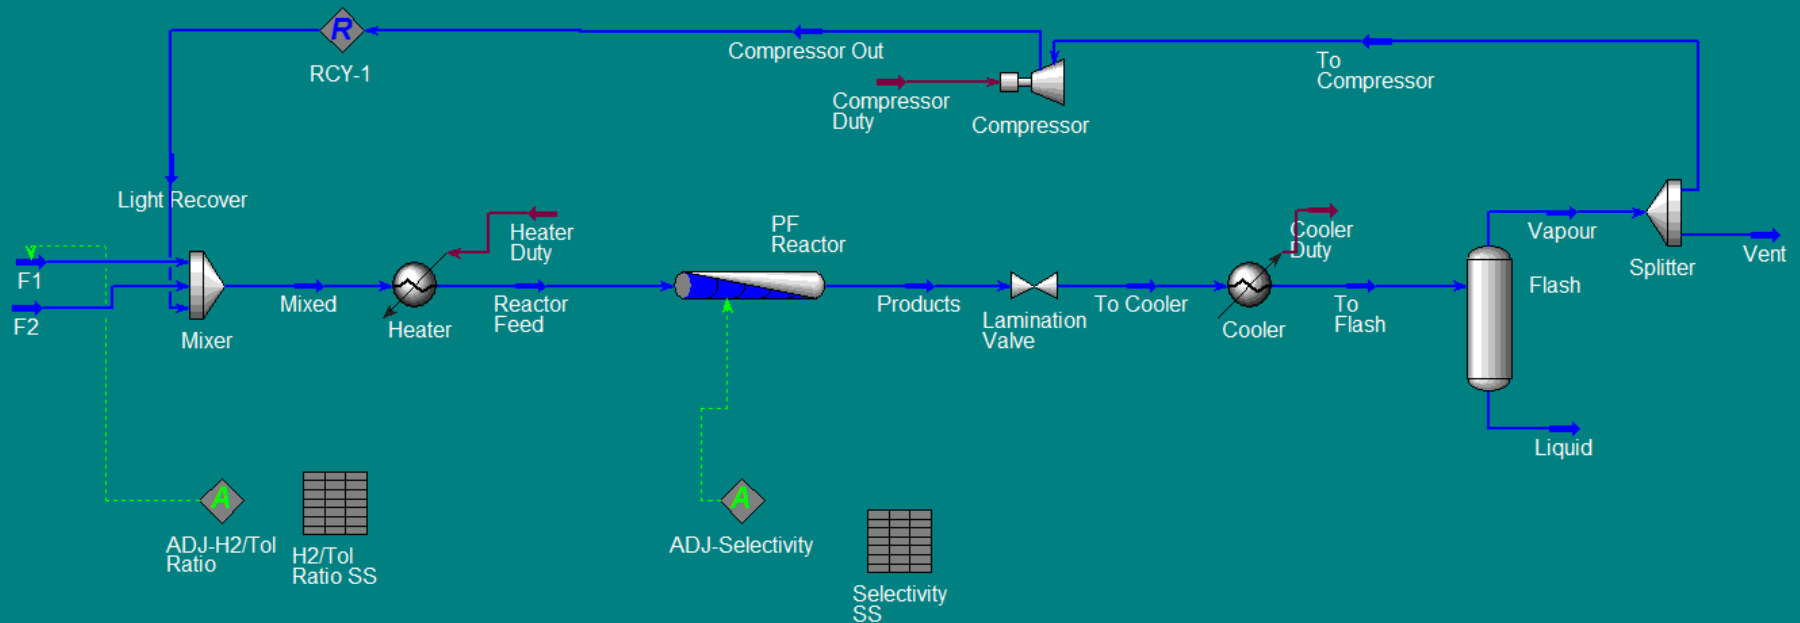 R
RCY-1
Compressor Out
Compressor
Duty
Compressor
To
Compressor
Light Recover
F1
F2
Mixer
Mixed
Heater
Duty
Heater
Reactor
Feed
PF
Reactor
Products
Lamination
Valve
To Cooler
Cooler
Duty
Cooler
To
Flash
Vapour
Flash
Splitter
Vent
Liquid
A
ADJ-H2/Tol
Ratio
H2/Tol
Ratio SS
A
ADJ-Selectivity
Selectivity
SS